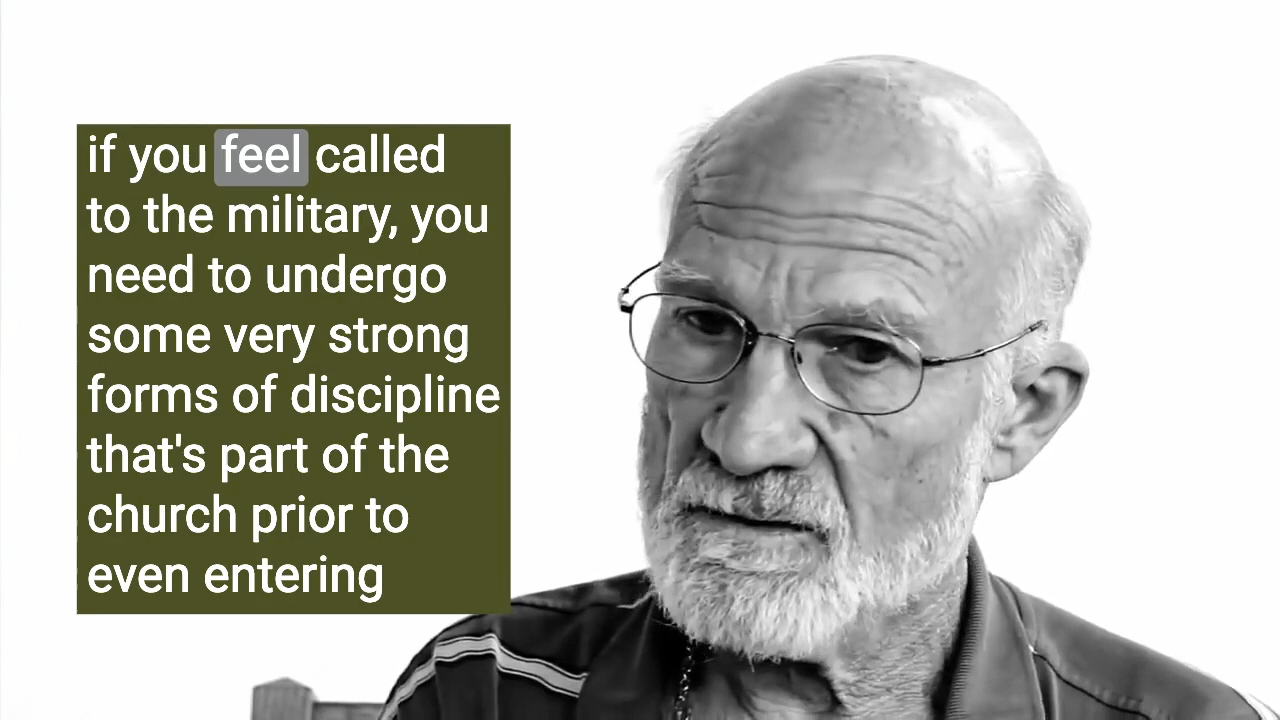 if you feel called
to the military, you
need to undergo
some very strong
forms of discipline
that's part of the
church prior to
even entering